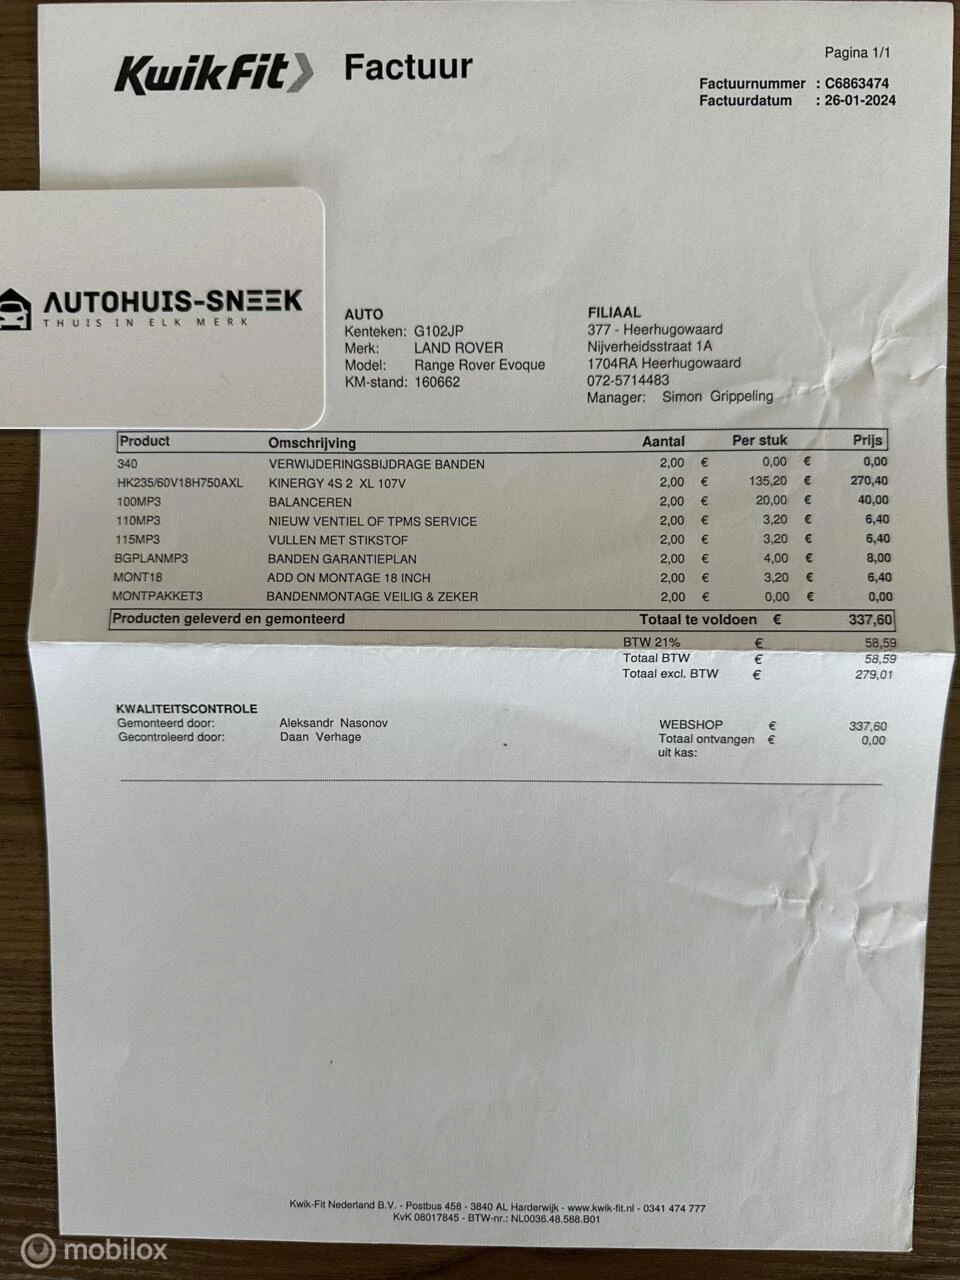 KwikFit Factuur
Pagina 1/1
Factuurnummer : C6863474
Factuurdatum : 26-01-2024
AUTOHUIS-SNEEK
THUIS IN ELK MERK
AUTO
Kenteken: G102JP
Merk: LAND ROVER
Model: Range Rover Evoque
KM-stand: 160662
FILIAAL
377 - Heerhugowaard
Nijverheidsstraat 1A
1704RA Heerhugowaard
072-5714483
Manager: Simon Grippeling
Product Omschrijving Aantal Per stuk Prijs
340 VERWIJDERINGSBIJDRAGE BANDEN 2,00 € 0,00 € 0,00
HK235/60V18H750AXL KINERGY 4S 2 XL 107V 2,00 € 135,20 € 270,40
100MP3 BALANCEREN 2,00 € 20,00 € 40,00
110MP3 NIEUW VENTIEL OF TPMS SERVICE 2,00 € 3,20 € 6,40
115MP3 VULLEN MET STIKSTOF 2,00 € 3,20 € 6,40
BGPLANMP3 BANDEN GARANTIEPLAN 2,00 € 4,00 € 8,00
MONT18 ADD ON MONTAGE 18 INCH 2,00 € 3,20 € 6,40
MONTPAKKET3 BANDENMONTAGE VEILIG & ZEKER 2,00 € 0,00 € 0,00
Producten geleverd en gemonteerd Totaal te voldoen € 337,60
BTW 21% € 58,59
Totaal BTW € 58,59
Totaal excl. BTW € 279,01
KWALITEITSCONTROLE
Gemonteerd door: Aleksandr Nasonov
Gecontroleerd door: Daan Verhage
WEBSHOP € 337,60
Totaal ontvangen € 0,00
uit kas:
Kwik-Fit Nederland B.V. - Postbus 458 - 3840 AL Harderwijk - www.kwik-fit.nl - 0341 474 777
KvK 08017845 - BTW-nr.: NL0036.48.588.B01
mobilox